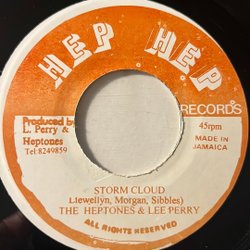 HEP HEP
RECORDS
Produced by
L. Perry &
Heptones
Tel: 8249859
45rpm
MADE IN
JAMAICA
STORM CLOUD
(Llewellyn, Morgan, Sibbles)
THE HEPTONES & LEE PERRY
ALL RIGHTS RESERVED